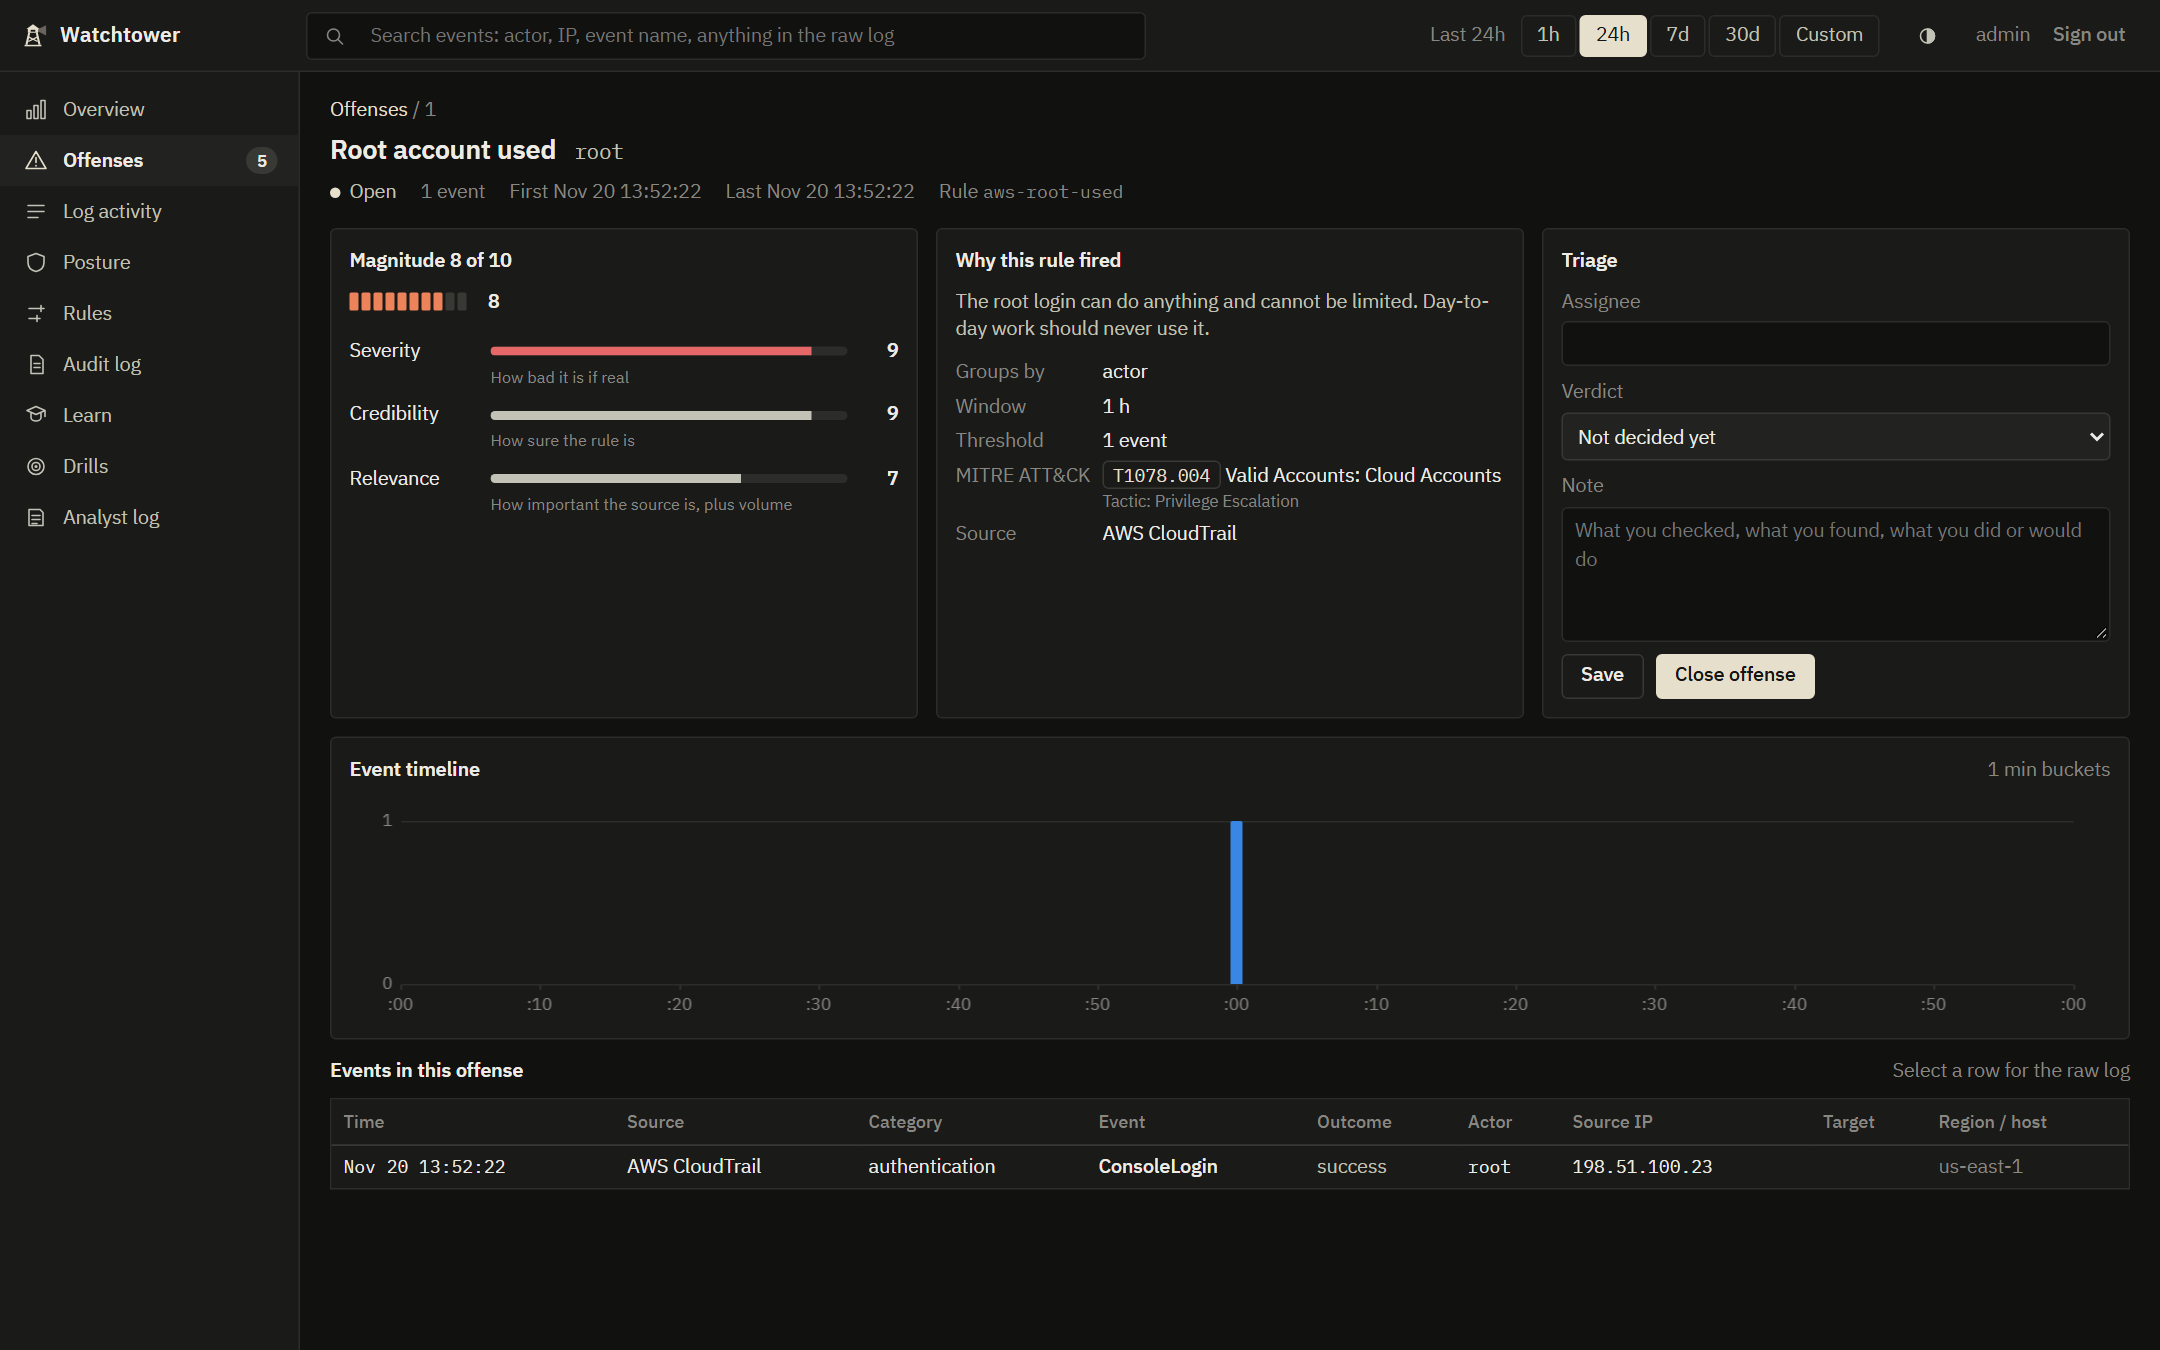 Watchtower
Search events: actor, IP, event name, anything in the raw log
Last 24h 1h 24h 7d 30d Custom admin Sign out
Overview
Offenses 5
Log activity
Posture
Rules
Audit log
Learn
Drills
Analyst log
Offenses / 1
Root account used root
Open 1 event First Nov 20 13:52:22 Last Nov 20 13:52:22 Rule aws-root-used
Magnitude 8 of 10
8
Severity 9
How bad it is if real
Credibility 9
How sure the rule is
Relevance 7
How important the source is, plus volume
Why this rule fired
The root login can do anything and cannot be limited. Day-to-
day work should never use it.
Groups by actor
Window 1 h
Threshold 1 event
MITRE ATT&CK T1078.004 Valid Accounts: Cloud Accounts
Tactic: Privilege Escalation
Source AWS CloudTrail
Triage
Assignee
Verdict
Not decided yet
Note
What you checked, what you found, what you did or would
do
Save Close offense
Event timeline 1 min buckets
1
0
:00 :10 :20 :30 :40 :50 :00 :10 :20 :30 :40 :50 :00
Events in this offense Select a row for the raw log
Time Source Category Event Outcome Actor Source IP Target Region / host
Nov 20 13:52:22 AWS CloudTrail authentication ConsoleLogin success root 198.51.100.23 us-east-1